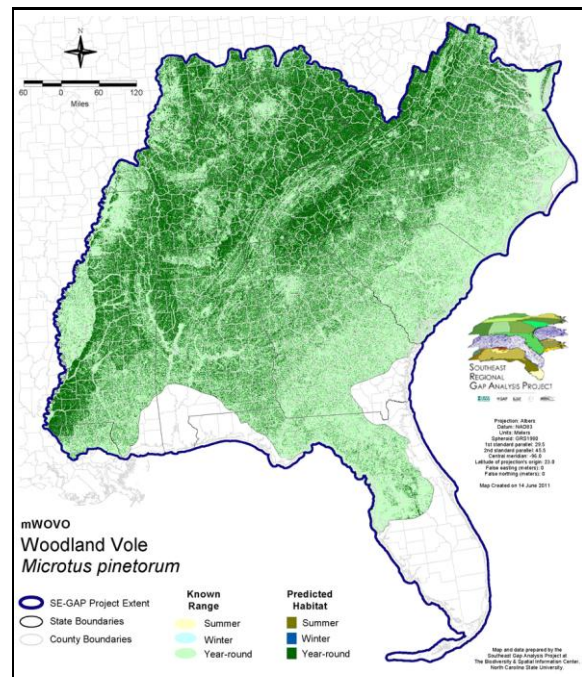 60 0 60 120
Miles
SOUTHEAST
REGIONAL
GAP ANALYSIS PROJECT
Projection: Albers
Datum: NAD83
Units: Meters
Spheroid: GRS1980
1st standard parallel: 29.5
2nd standard parallel: 45.5
Central meridian: -96.0
Latitude of projection's origin: 23.0
False easting (meters): 0
False northing (meters): 0
Map Created on 14 June 2011
mWOVO
Woodland Vole
Microtus pinetorum
SE-GAP Project Extent
State Boundaries
County Boundaries
Known
Range
Summer
Winter
Year-round
Predicted
Habitat
Summer
Winter
Year-round
Map and data prepared by the
Southeast Gap Analysis Project at
The Biodiversity & Spatial Information Center,
North Carolina State University.